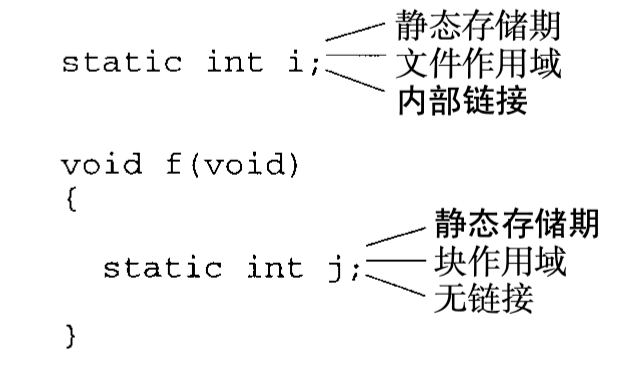 静态存储期
static int i; 文件作用域
内部链接
void f(void)
{
静态存储期
static int j; 块作用域
无链接
}